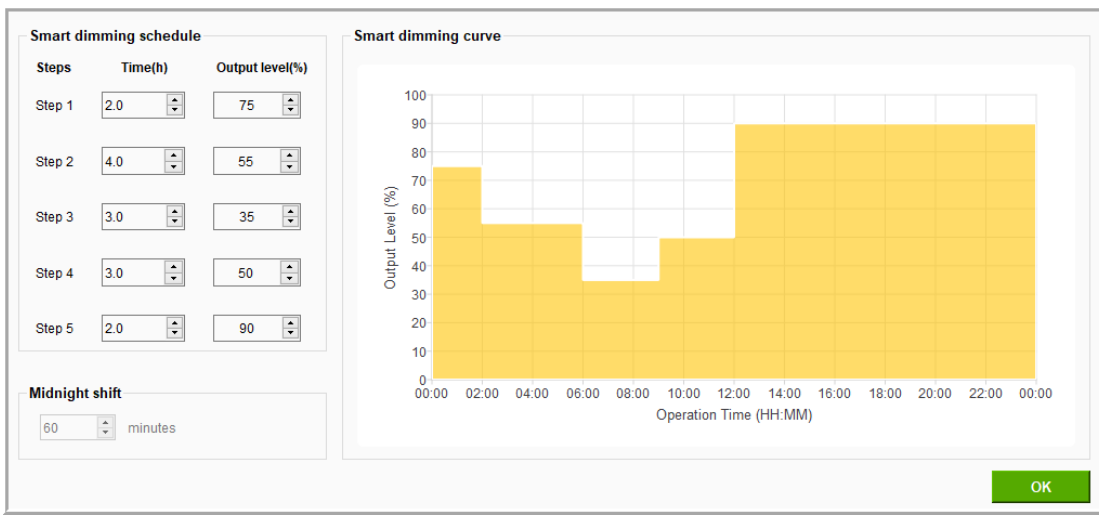 Smart dimming schedule
Steps Time(h) Output level(%)
Step 1 2.0 75
Step 2 4.0 55
Step 3 3.0 35
Step 4 3.0 50
Step 5 2.0 90
Midnight shift
60 minutes
Smart dimming curve
Output Level (%)
100
90
80
70
60
50
40
30
20
10
0
00:00 02:00 04:00 06:00 08:00 10:00 12:00 14:00 16:00 18:00 20:00 22:00 00:00
Operation Time (HH:MM)
OK